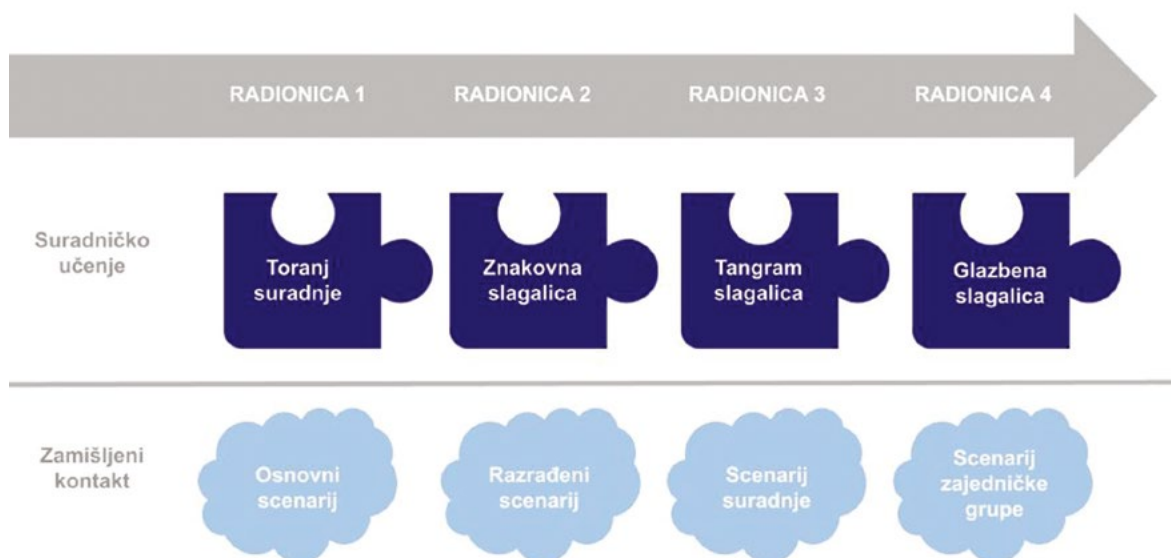 RADIONICA 1
RADIONICA 2
RADIONICA 3
RADIONICA 4
Suradničko
učenje
Toranj
suradnje
Znakovna
slagalica
Tangram
slagalica
Glazbena
slagalica
Zamišljeni
kontakt
Osnovni
scenarij
Razrađeni
scenarij
Scenarij
suradnje
Scenarij
zajedničke
grupe